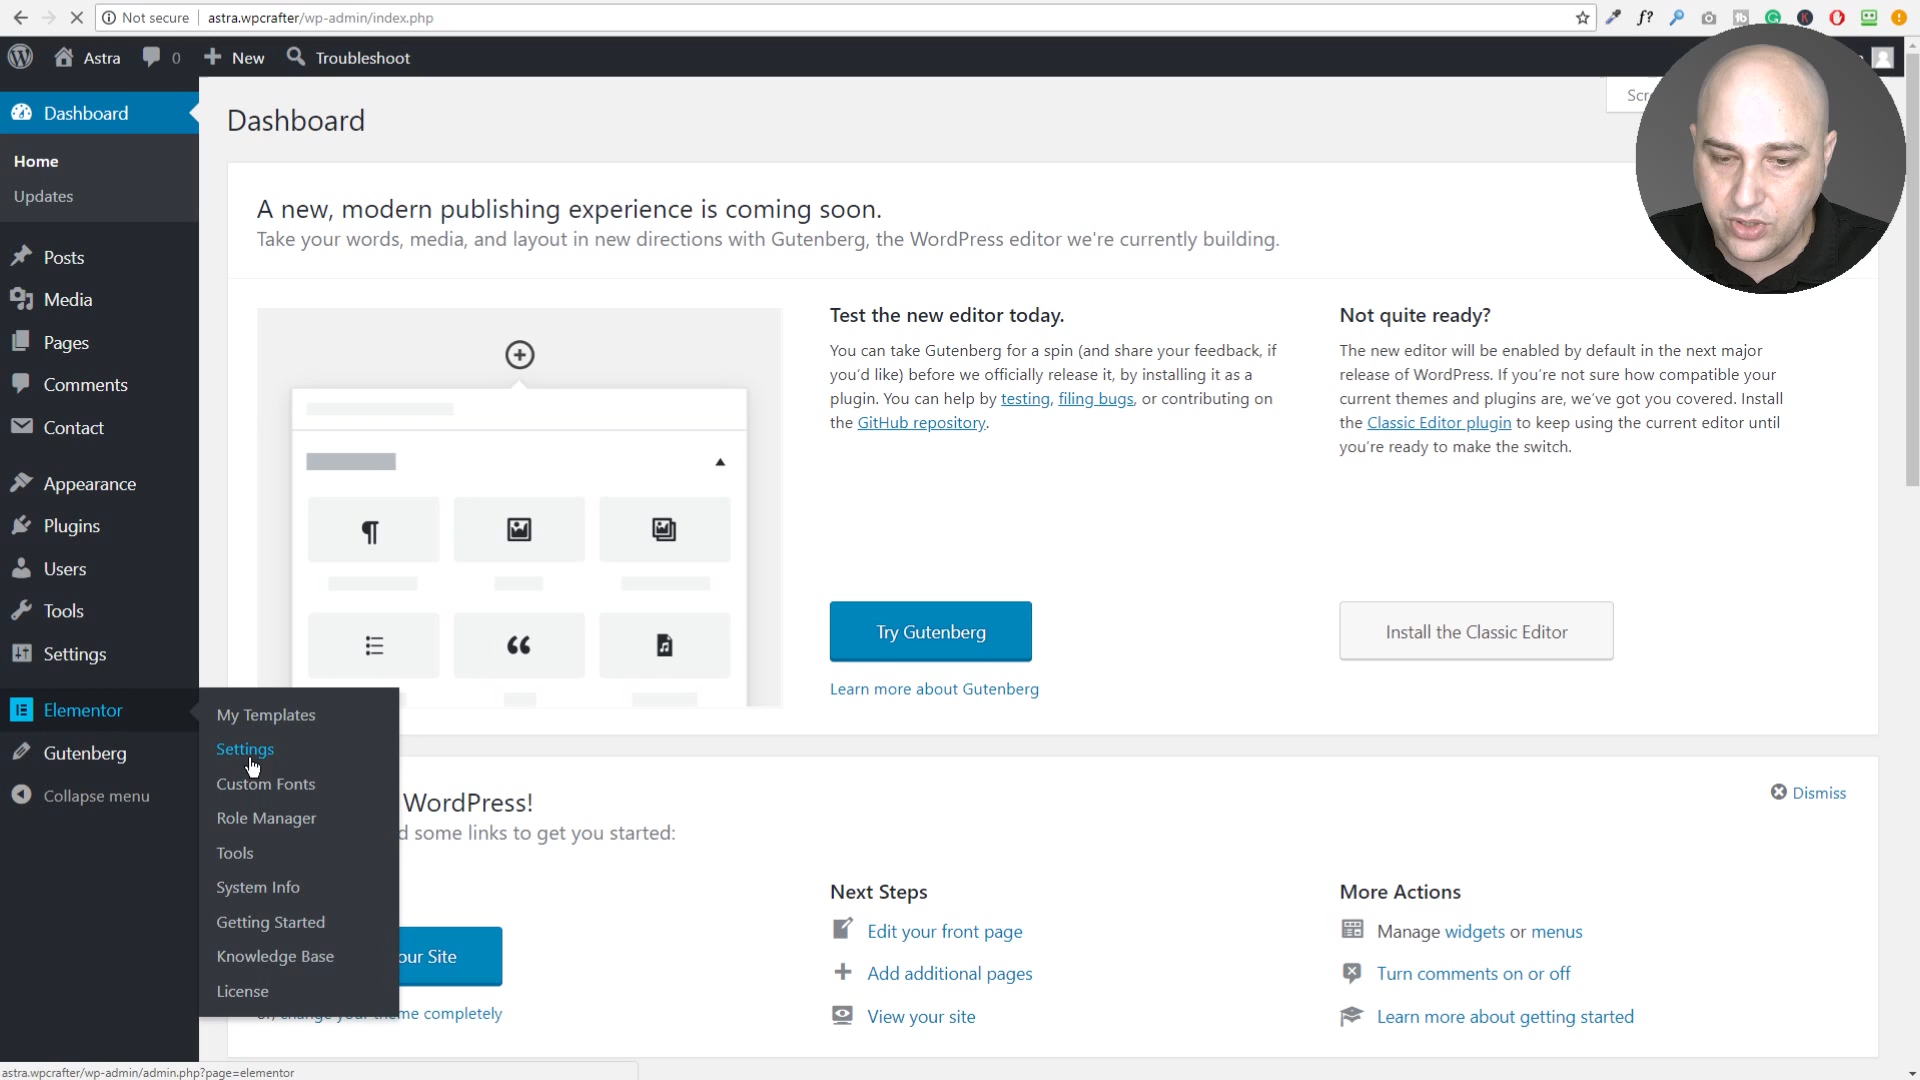 Not secure | astra.wpcrafter/wp-admin/index.php
f?
Astra 0 New Troubleshoot
Scr
Dashboard
Home
Updates
Posts
Media
Pages
Comments
Contact
Appearance
Plugins
Users
Tools
Settings
Elementor
Gutenberg
Collapse menu
My Templates
Settings
Custom Fonts
Role Manager
Tools
System Info
Getting Started
Knowledge Base
License
Dashboard
A new, modern publishing experience is coming soon.
Take your words, media, and layout in new directions with Gutenberg, the WordPress editor we're currently building.
Test the new editor today.
You can take Gutenberg for a spin (and share your feedback, if
you'd like) before we officially release it, by installing it as a
plugin. You can help by testing, filing bugs, or contributing on
the GitHub repository.
Try Gutenberg
Learn more about Gutenberg
Not quite ready?
The new editor will be enabled by default in the next major
release of WordPress. If you're not sure how compatible your
current themes and plugins are, we've got you covered. Install
the Classic Editor plugin to keep using the current editor until
you're ready to make the switch.
Install the Classic Editor
WordPress!
d some links to get you started:
Dismiss
our Site
or, change your theme completely
Next Steps
Edit your front page
Add additional pages
View your site
More Actions
Manage widgets or menus
Turn comments on or off
Learn more about getting started
astra.wpcrafter/wp-admin/admin.php?page=elementor